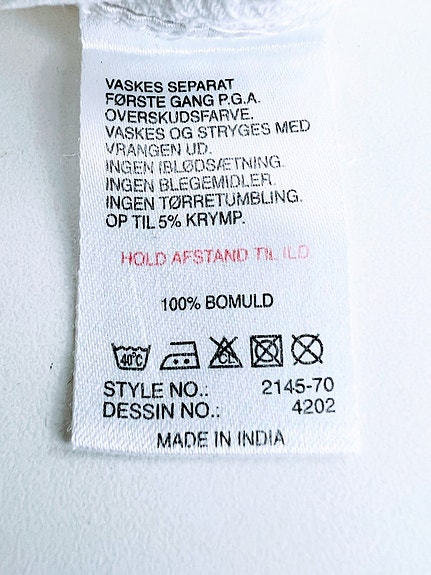 VASKES SEPARAT
FØRSTE GANG P.G.A.
OVERSKUDSFARVE.
VASKES OG STRYGES MED
VRANGEN UD.
INGEN IBLØDSÆTNING.
INGEN BLEGEMIDLER.
INGEN TØRRETUMBLING.
OP TIL 5% KRYMP.
HOLD AFSTAND TIL ILD
100% BOMULD
40°C CL
STYLE NO.: 2145-70
DESSIN NO.: 4202
MADE IN INDIA